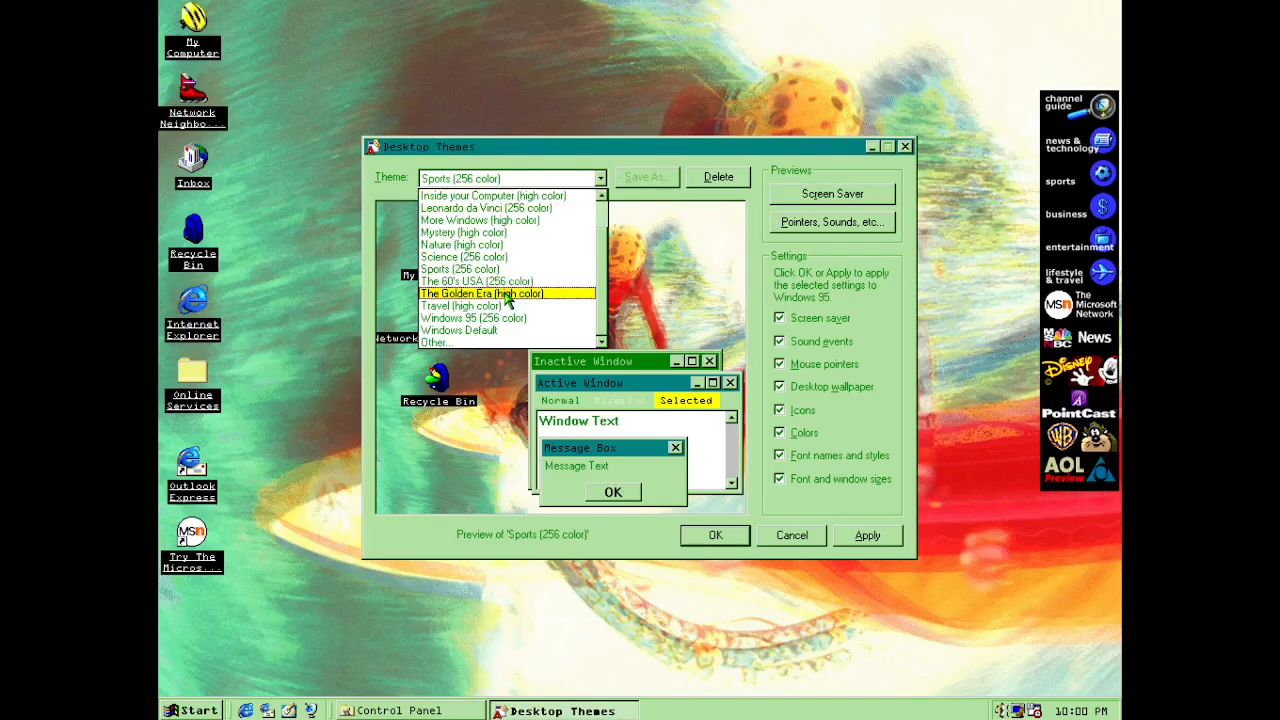 My
Computer
Network
Neighbo...
Inbox
Recycle
Bin
Internet
Explorer
Online
Services
Outlook
Express
MSn
Try The
Micros...
Desktop Themes
Theme:
Sports (256 color)
Save As...
Delete
Inside your Computer (high color)
Leonardo da Vinci (256 color)
More Windows (high color)
Mystery (high color)
Nature (high color)
Science (256 color)
Sports (256 color)
The 60's USA (256 color)
The Golden Era (high color)
Travel (high color)
Windows 95 (256 color)
Windows Default
Other...
My
Network
Recycle Bin
Inactive Window
Active Window
Normal
Disabled
Selected
Window Text
Message Box
Message Text
OK
Preview of 'Sports (256 color)'
Previews
Screen Saver
Pointers, Sounds, etc...
Settings
Click OK or Apply to apply
the selected settings to
Windows 95.
Screen saver
Sound events
Mouse pointers
Desktop wallpaper
Icons
Colors
Font names and styles
Font and window sizes
OK
Cancel
Apply
channel
guide
news &
technology
sports
business
entertainment
lifestyle
& travel
MSn
The
Microsoft
Network
MSNBC
News
Disney
PointCast
WB
AOL
Preview
Start
Control Panel
Desktop Themes
10:00 PM